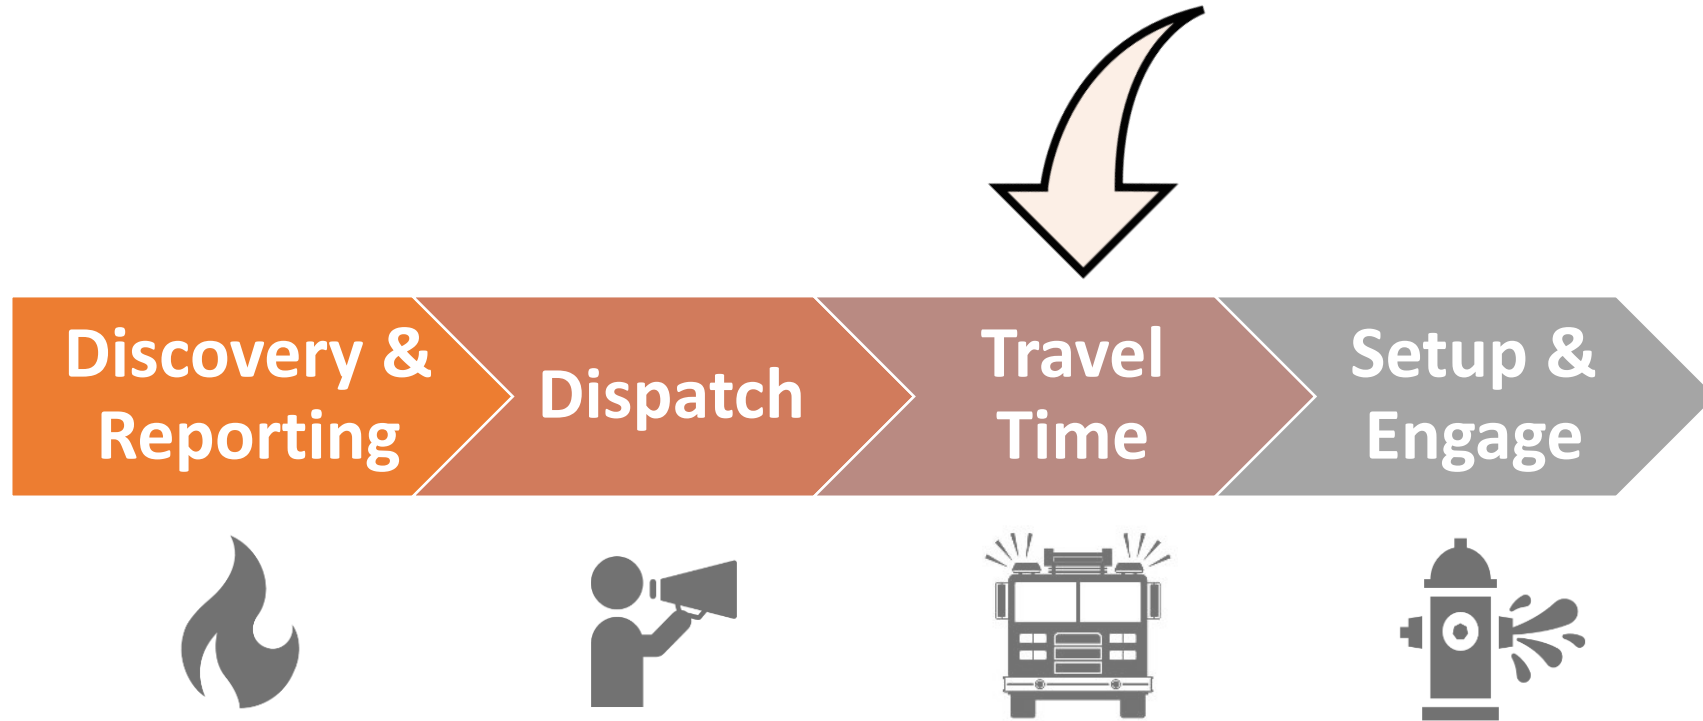 Discovery &
Reporting
Dispatch
Travel
Time
Setup &
Engage